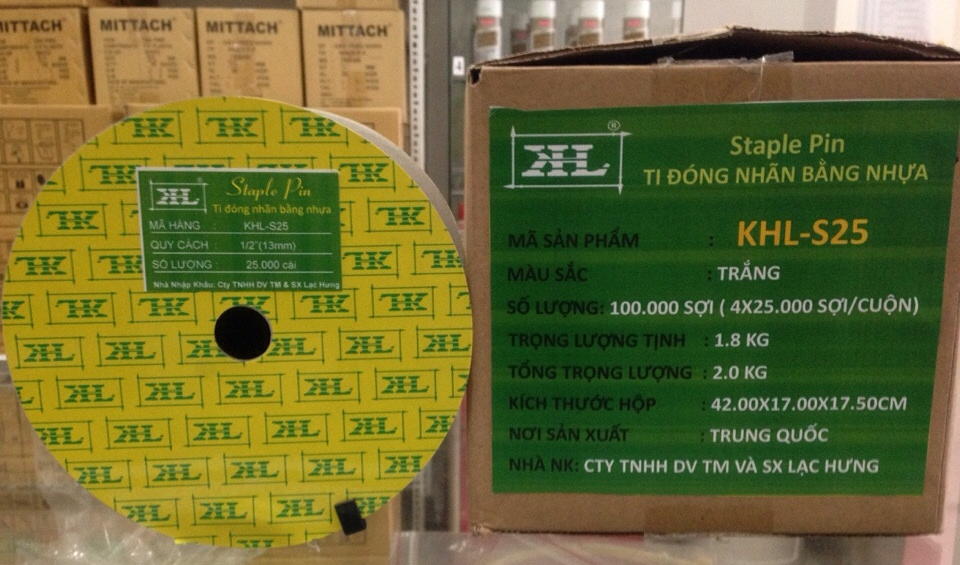 MITTACH
MITTACH
MITTACH
MITTACH
4
KHL
Staple Pin
Ti đóng nhãn bằng nhựa
MÃ HÀNG : KHL-S25
QUY CÁCH : 1/2"(13mm)
SỐ LƯỢNG : 25.000 cái
Nhà Nhập Khẩu: Cty TNHH DV TM & SX Lạc Hưng
KHL ®
Staple Pin
TI ĐÓNG NHÃN BẰNG NHỰA
MÃ SẢN PHẨM : KHL-S25
MÀU SẮC : TRẮNG
SỐ LƯỢNG: 100.000 SỢI ( 4X25.000 SỢI/CUỘN)
TRỌNG LƯỢNG TỊNH : 1.8 KG
TỔNG TRỌNG LƯỢNG : 2.0 KG
KÍCH THƯỚC HỘP : 42.00X17.00X17.50CM
NƠI SẢN XUẤT : TRUNG QUỐC
NHÀ NK: CTY TNHH DV TM VÀ SX LẠC HƯNG